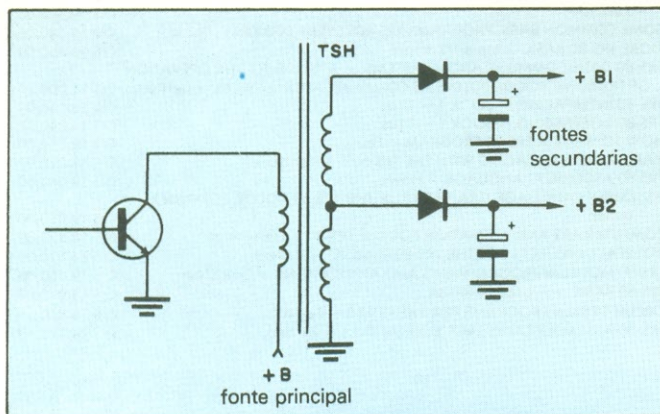 TSH
+ B1
+
fontes
secundárias
+ B2
+
+ B
fonte principal